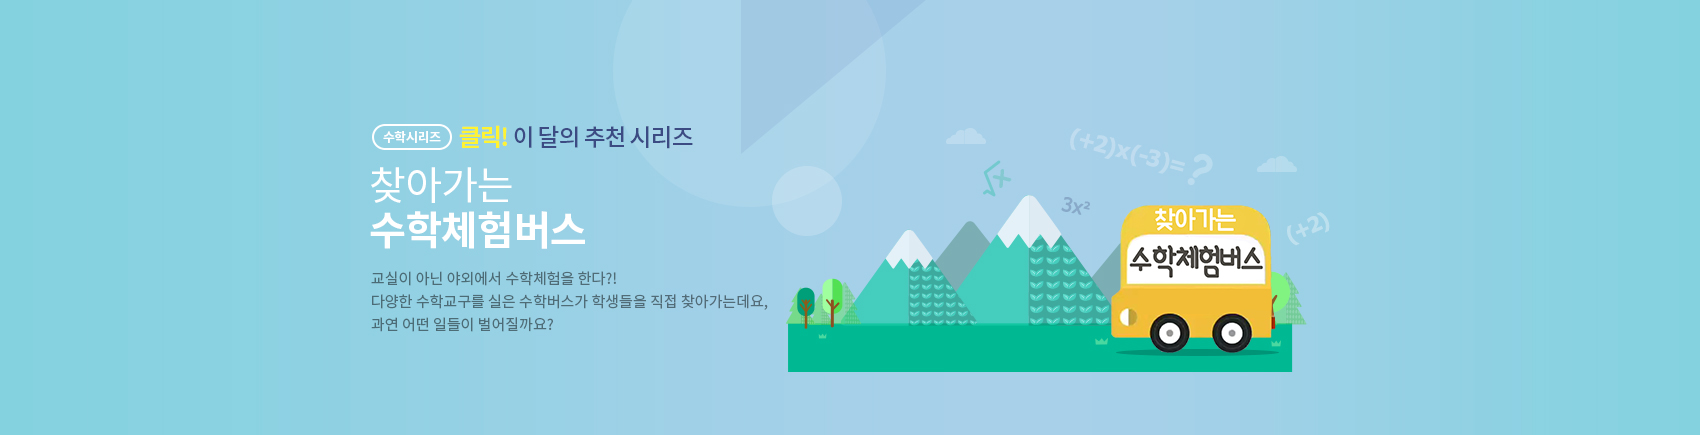 수학시리즈 클릭! 이 달의 추천 시리즈
찾아가는
수학체험버스
교실이 아닌 야외에서 수학체험을 한다?!
다양한 수학교구를 실은 수학버스가 학생들을 직접 찾아가는데요,
과연 어떤 일들이 벌어질까요?
(+2)x(-3)=?
√x
3x²
(+2)
찾아가는
수학체험버스